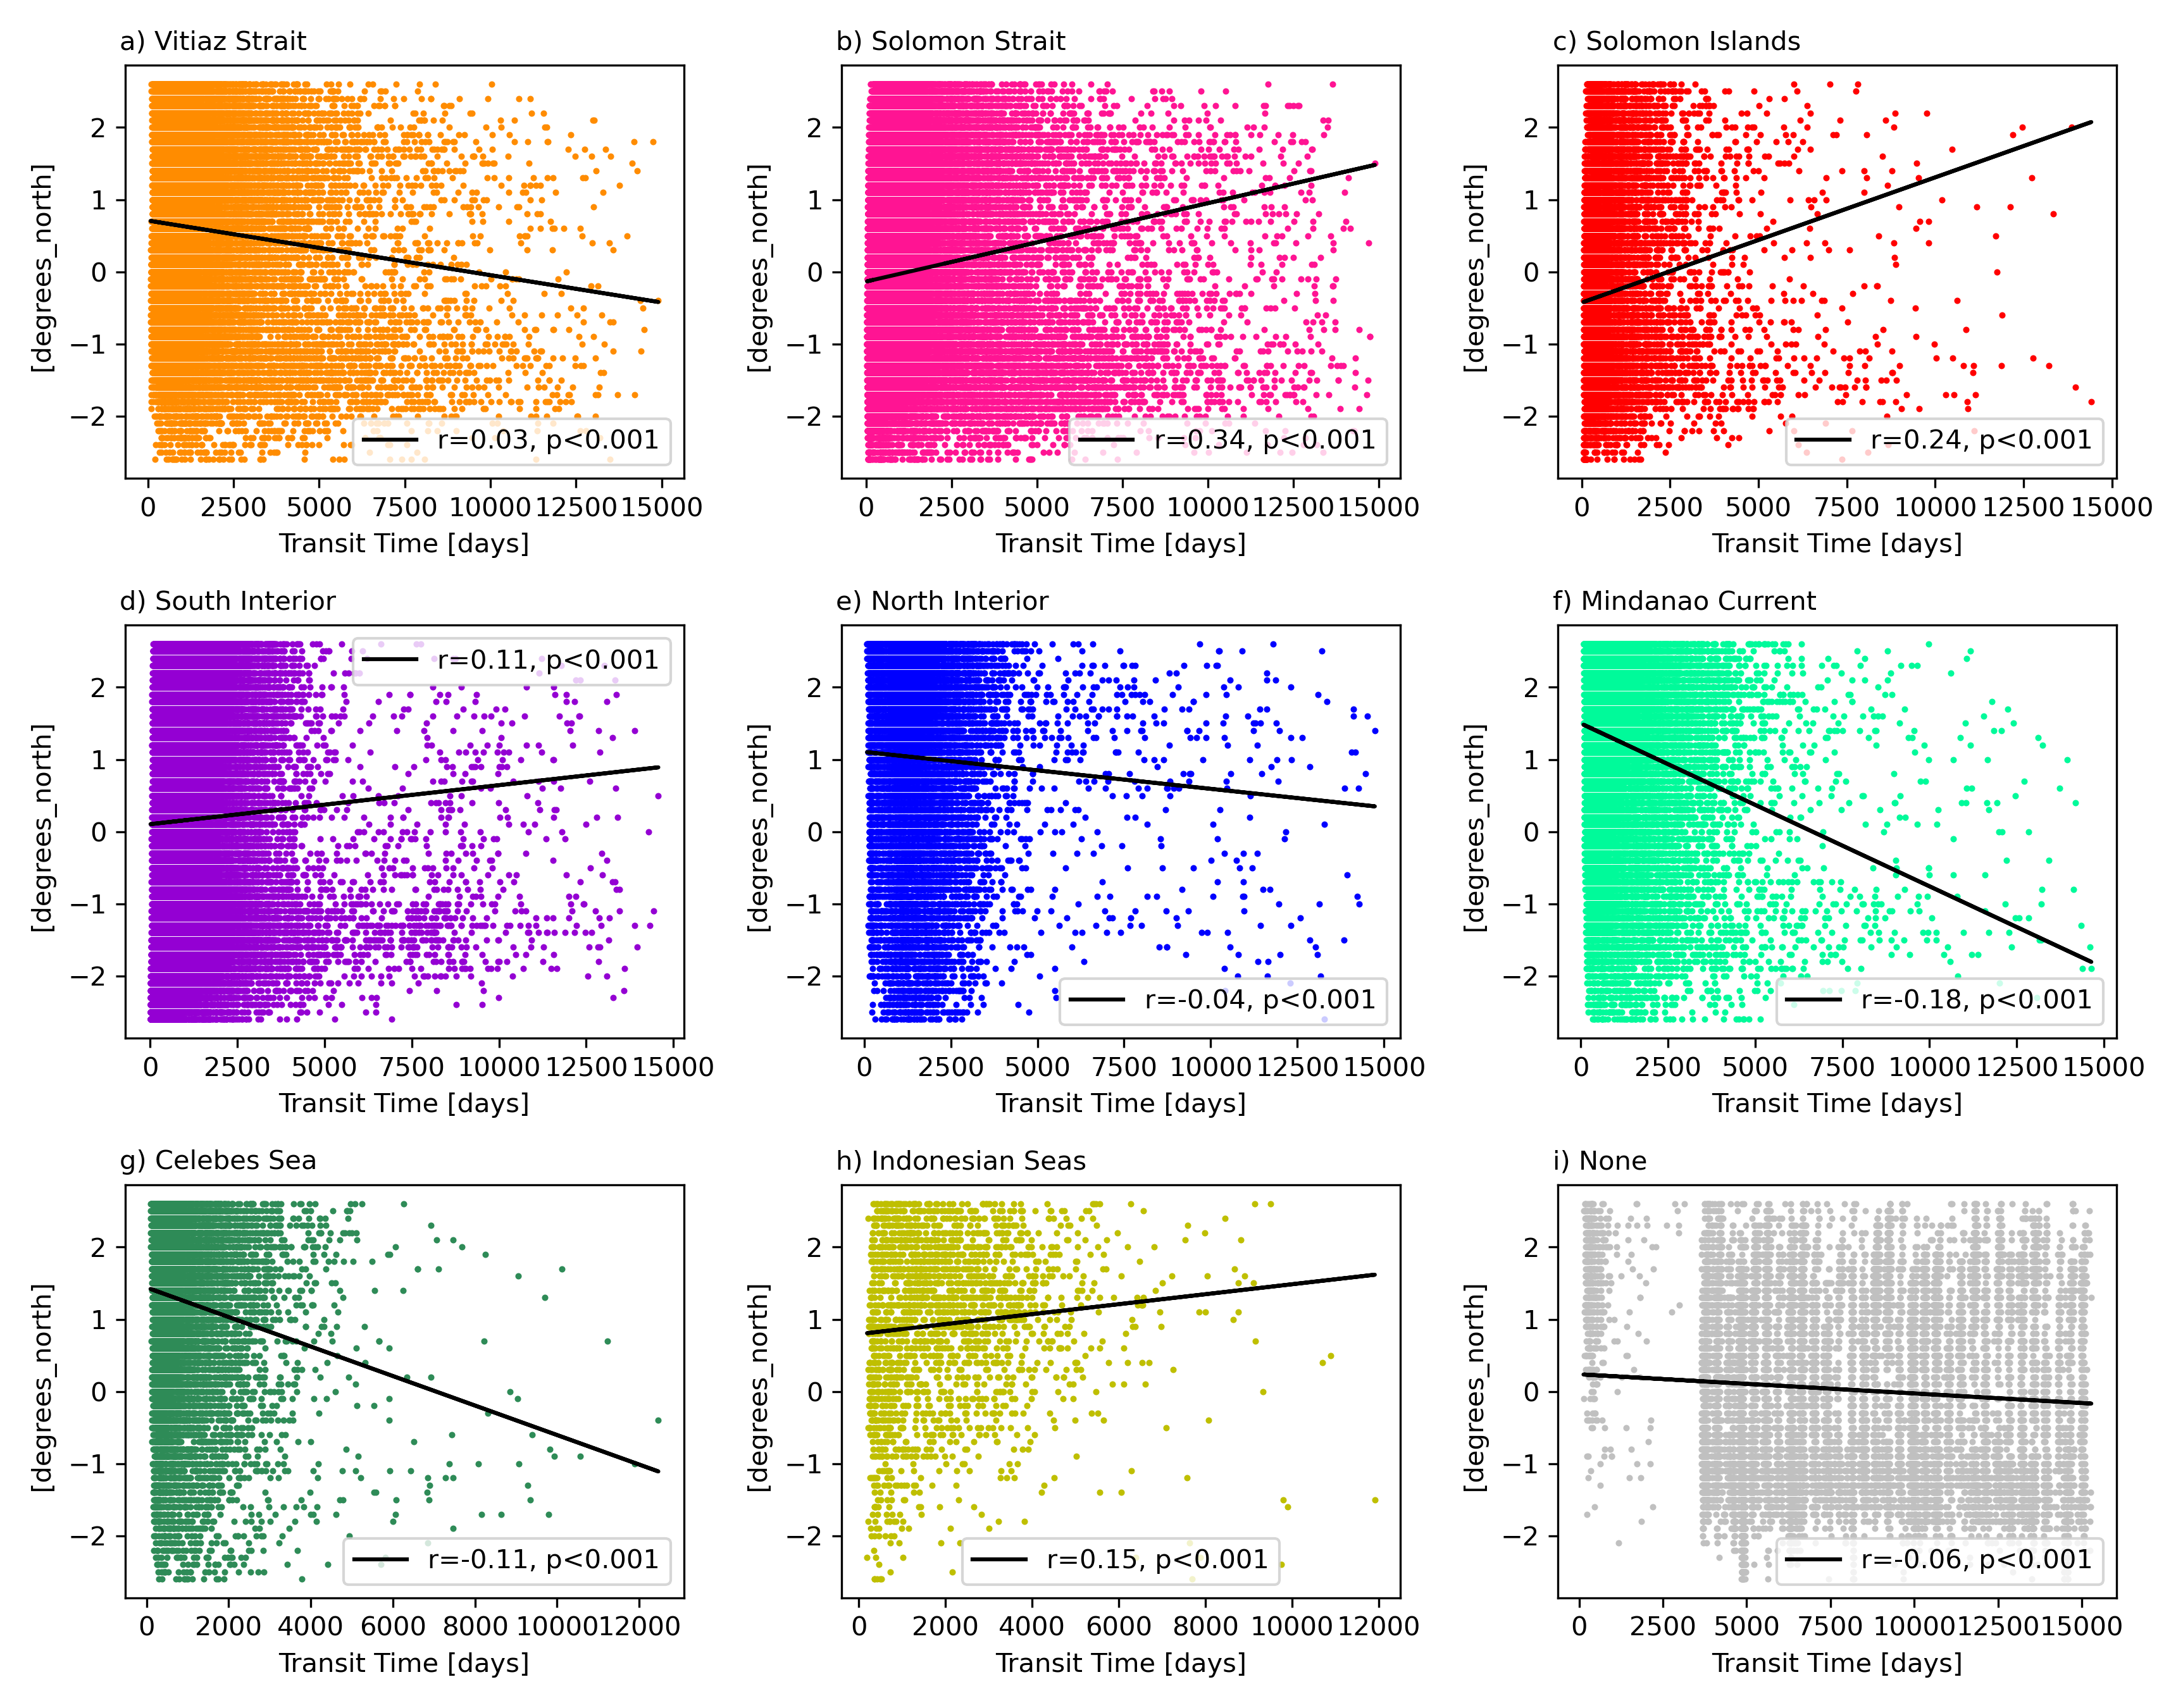 a) Vitiaz Strait
b) Solomon Strait
c) Solomon Islands
[degrees_north]
2
1
0
−1
−2
r=0.03, p<0.001
0 2500 5000 7500 10000 12500 15000
Transit Time [days]
[degrees_north]
2
1
0
−1
−2
r=0.34, p<0.001
0 2500 5000 7500 10000 12500 15000
Transit Time [days]
[degrees_north]
2
1
0
−1
−2
r=0.24, p<0.001
0 2500 5000 7500 10000 12500 15000
Transit Time [days]
d) South Interior
e) North Interior
f) Mindanao Current
[degrees_north]
2
1
0
−1
−2
r=0.11, p<0.001
0 2500 5000 7500 10000 12500 15000
Transit Time [days]
[degrees_north]
2
1
0
−1
−2
r=-0.04, p<0.001
0 2500 5000 7500 10000 12500 15000
Transit Time [days]
[degrees_north]
2
1
0
−1
−2
r=-0.18, p<0.001
0 2500 5000 7500 10000 12500 15000
Transit Time [days]
g) Celebes Sea
h) Indonesian Seas
i) None
[degrees_north]
2
1
0
−1
−2
r=-0.11, p<0.001
0 2000 4000 6000 8000 10000 12000
Transit Time [days]
[degrees_north]
2
1
0
−1
−2
r=0.15, p<0.001
0 2000 4000 6000 8000 10000 12000
Transit Time [days]
[degrees_north]
2
1
0
−1
−2
r=-0.06, p<0.001
0 2500 5000 7500 10000 12500 15000
Transit Time [days]